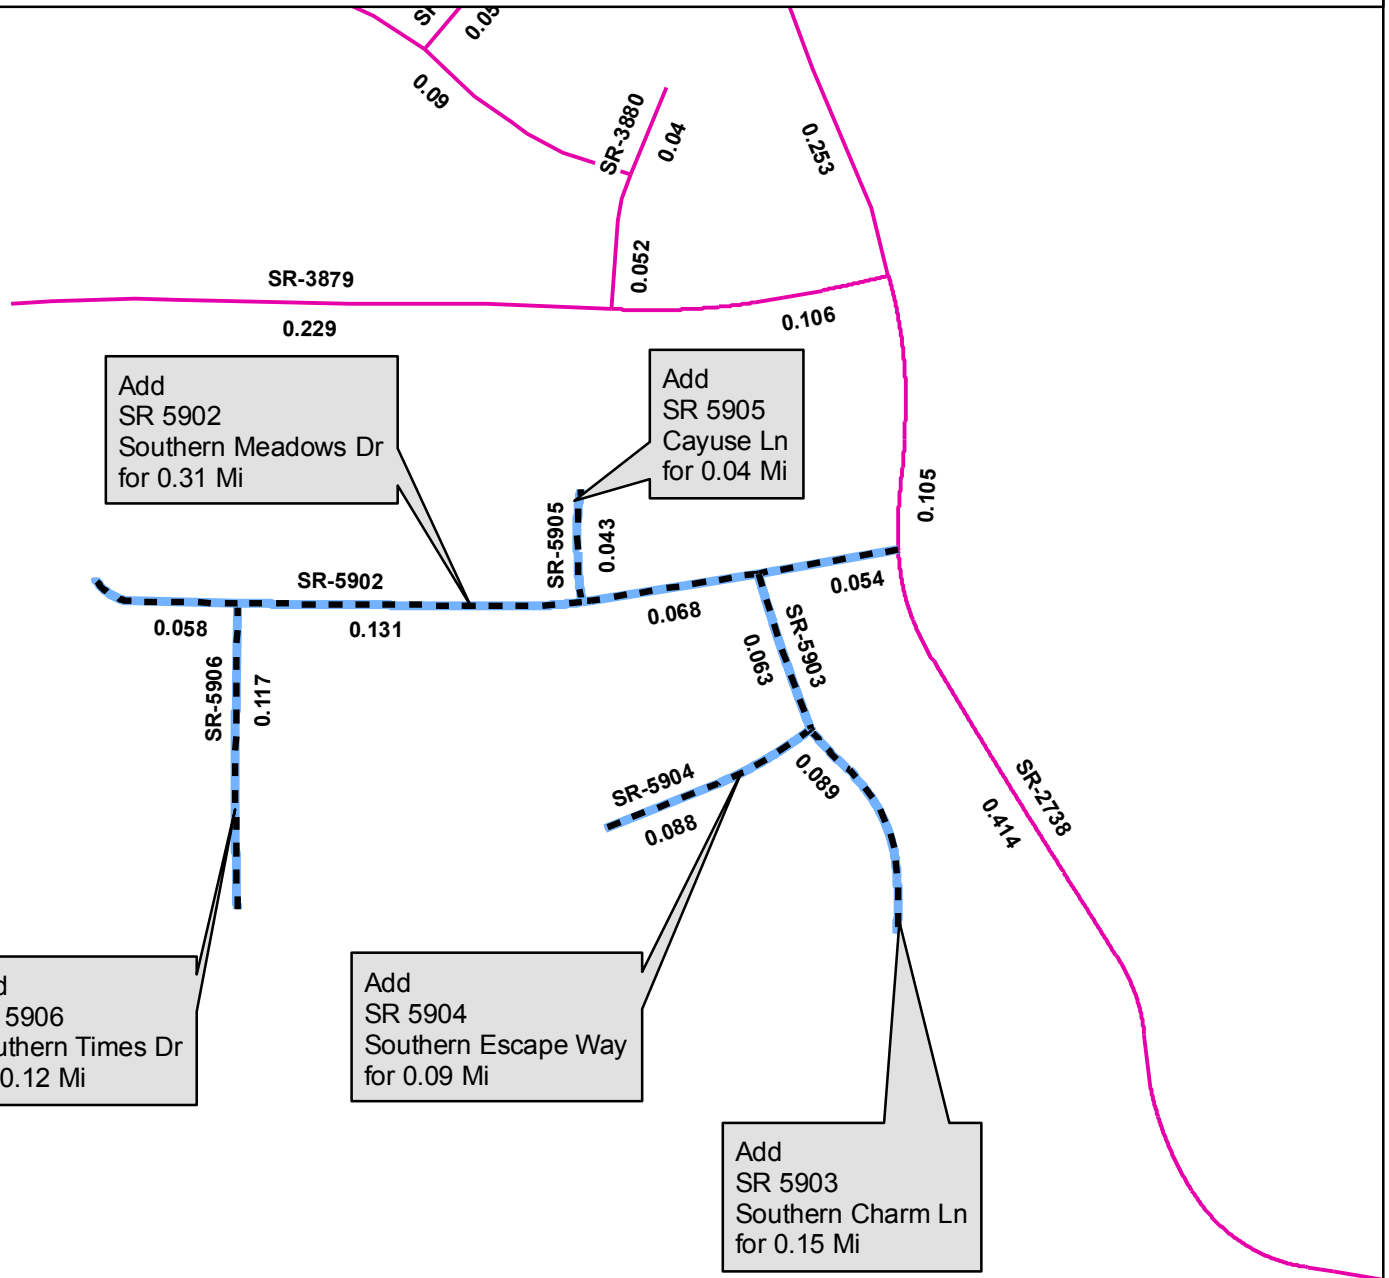 0.05
0.09
SR-3880
0.04
0.253
0.052
SR-3879
0.229
0.106
Add
SR 5902
Southern Meadows Dr
for 0.31 Mi
Add
SR 5905
Cayuse Ln
for 0.04 Mi
0.105
SR-5905
0.043
SR-5902
0.058
0.131
0.068
0.054
SR-5903
0.063
SR-5906
0.117
SR-5904
0.088
0.089
SR-2738
0.414
5906
Times Dr
0.12 Mi
Add
SR 5904
Southern Escape Way
for 0.09 Mi
Add
SR 5903
Southern Charm Ln
for 0.15 Mi